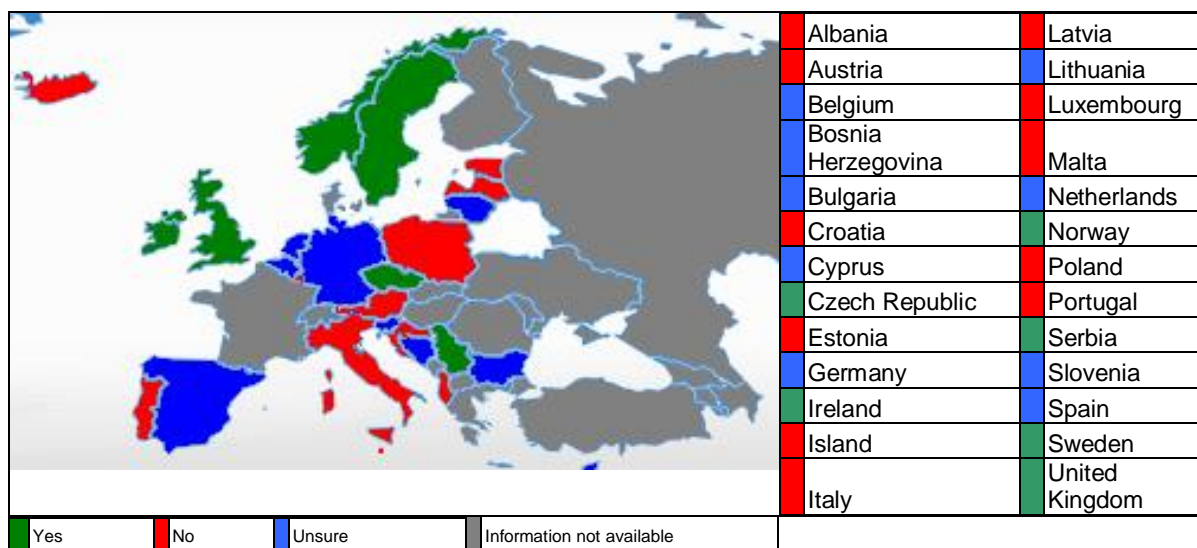 Albania
Latvia
Austria
Lithuania
Belgium
Luxembourg
Bosnia
Herzegovina
Malta
Bulgaria
Netherlands
Croatia
Norway
Cyprus
Poland
Czech Republic
Portugal
Estonia
Serbia
Germany
Slovenia
Ireland
Spain
Island
Sweden
Italy
United
Kingdom
Yes
No
Unsure
Information not available